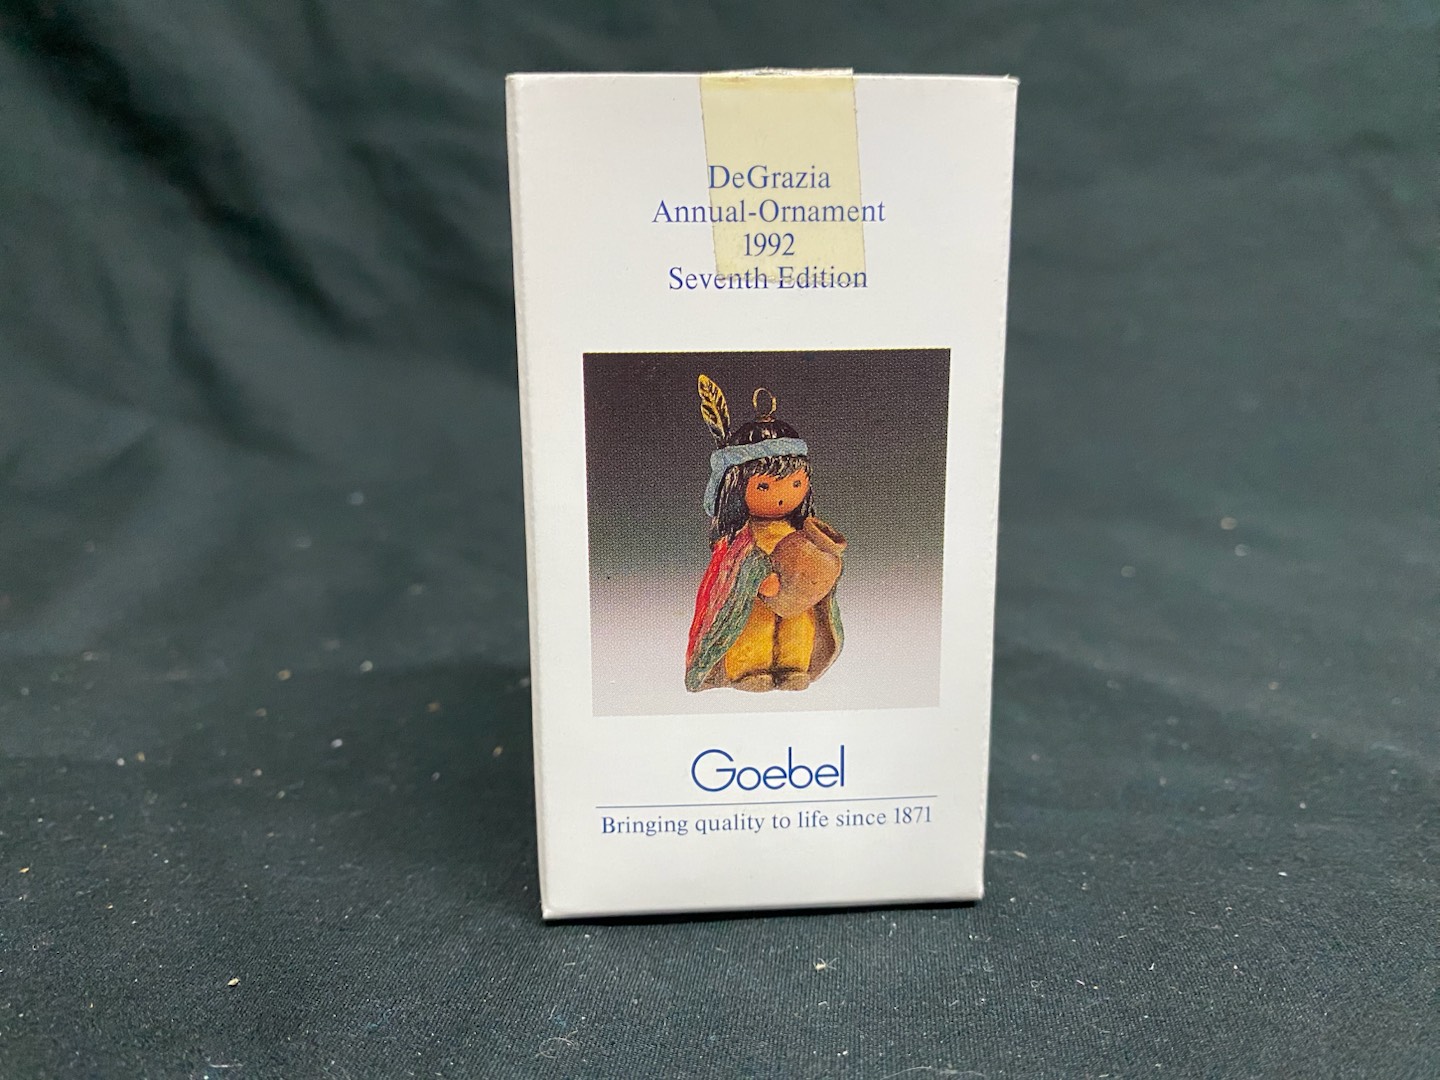 DeGrazia
Annual-Ornament
1992
Seventh Edition
Goebel
Bringing quality to life since 1871